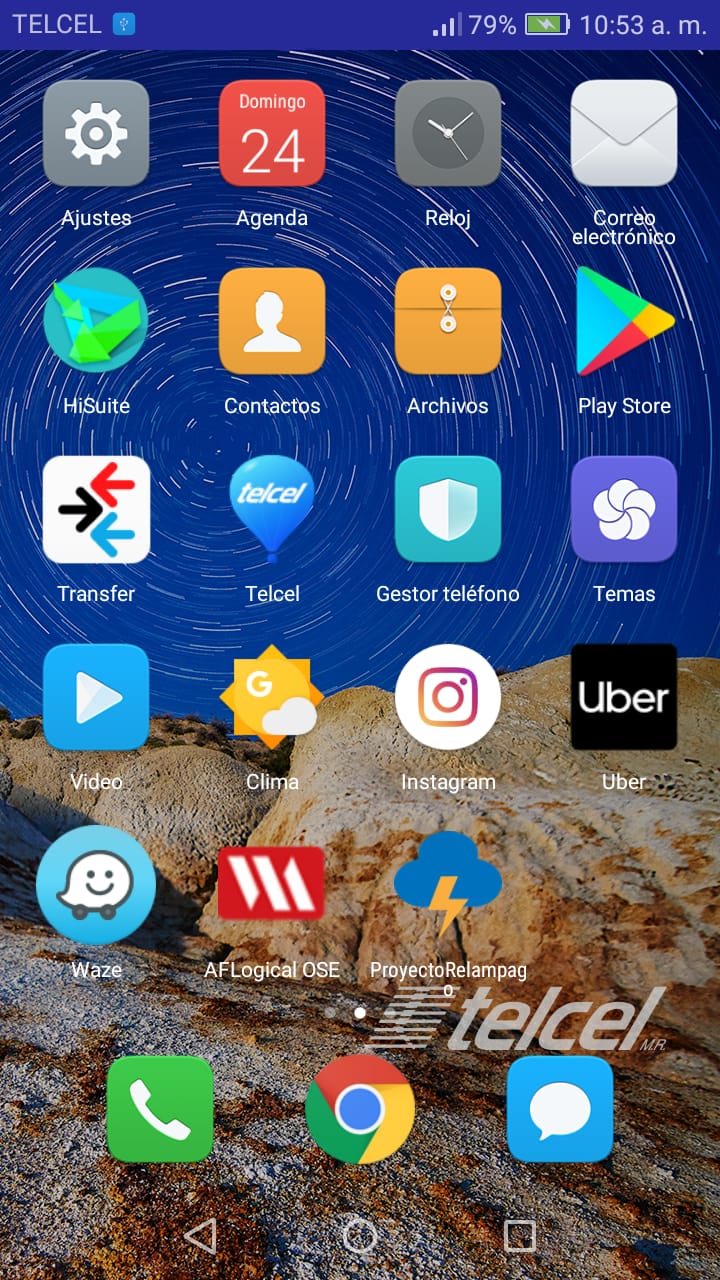 TELCEL 79% 10:53 a. m.
Domingo
24
Ajustes Agenda Reloj Correo
electrónico
HiSuite Contactos Archivos Play Store
telcel
Transfer Telcel Gestor teléfono Temas
G Uber
Video Clima Instagram Uber
Waze AFLogical OSE ProyectoRelampag
o
telcel M.R.